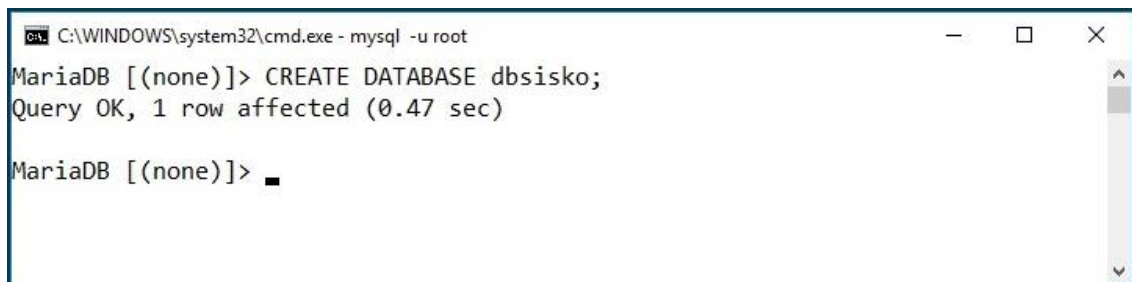 C:\WINDOWS\system32\cmd.exe - mysql  -u root
MariaDB [(none)]> CREATE DATABASE dbsisko;
Query OK, 1 row affected (0.47 sec)
MariaDB [(none)]>